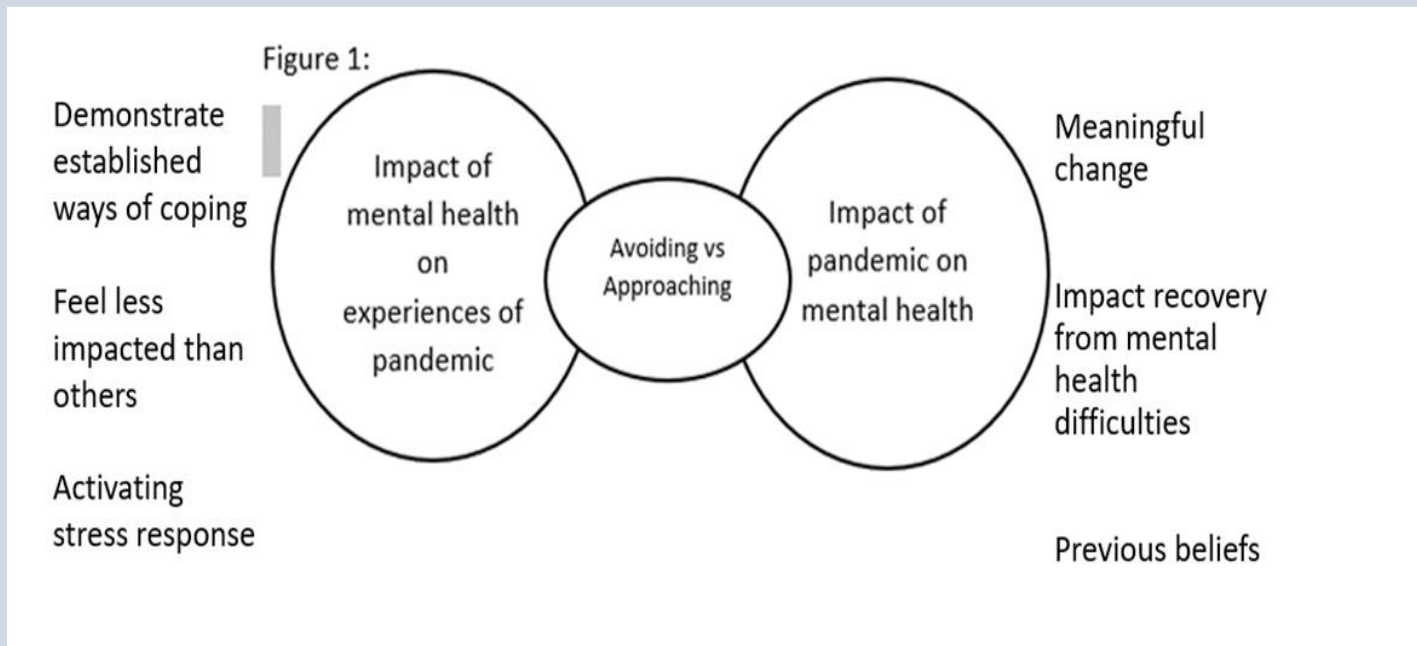 Figure 1:
Demonstrate
established
ways of coping
Feel less
impacted than
others
Activating
stress response
Impact of
mental health
on
experiences of
pandemic
Avoiding vs
Approaching
Impact of
pandemic on
mental health
Meaningful
change
Impact recovery
from mental
health
difficulties
Previous beliefs